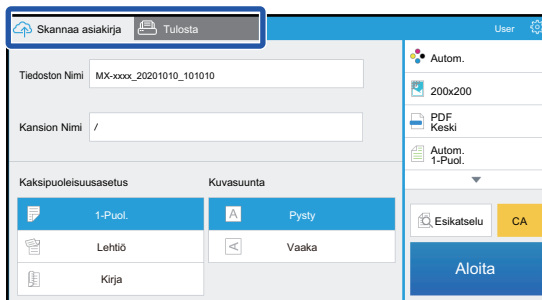 Skannaa asiakirja
Tulosta
User
Tiedoston Nimi
MX-xxxx_20201010_101010
Kansion Nimi
/
Kaksipuoleisuusasetus
Kuvasuunta
1-Puol.
Lehtiö
Kirja
A
Pysty
A
Vaaka
Autom.
200x200
PDF
Keski
Autom.
1-Puol.
Esikatselu
CA
Aloita